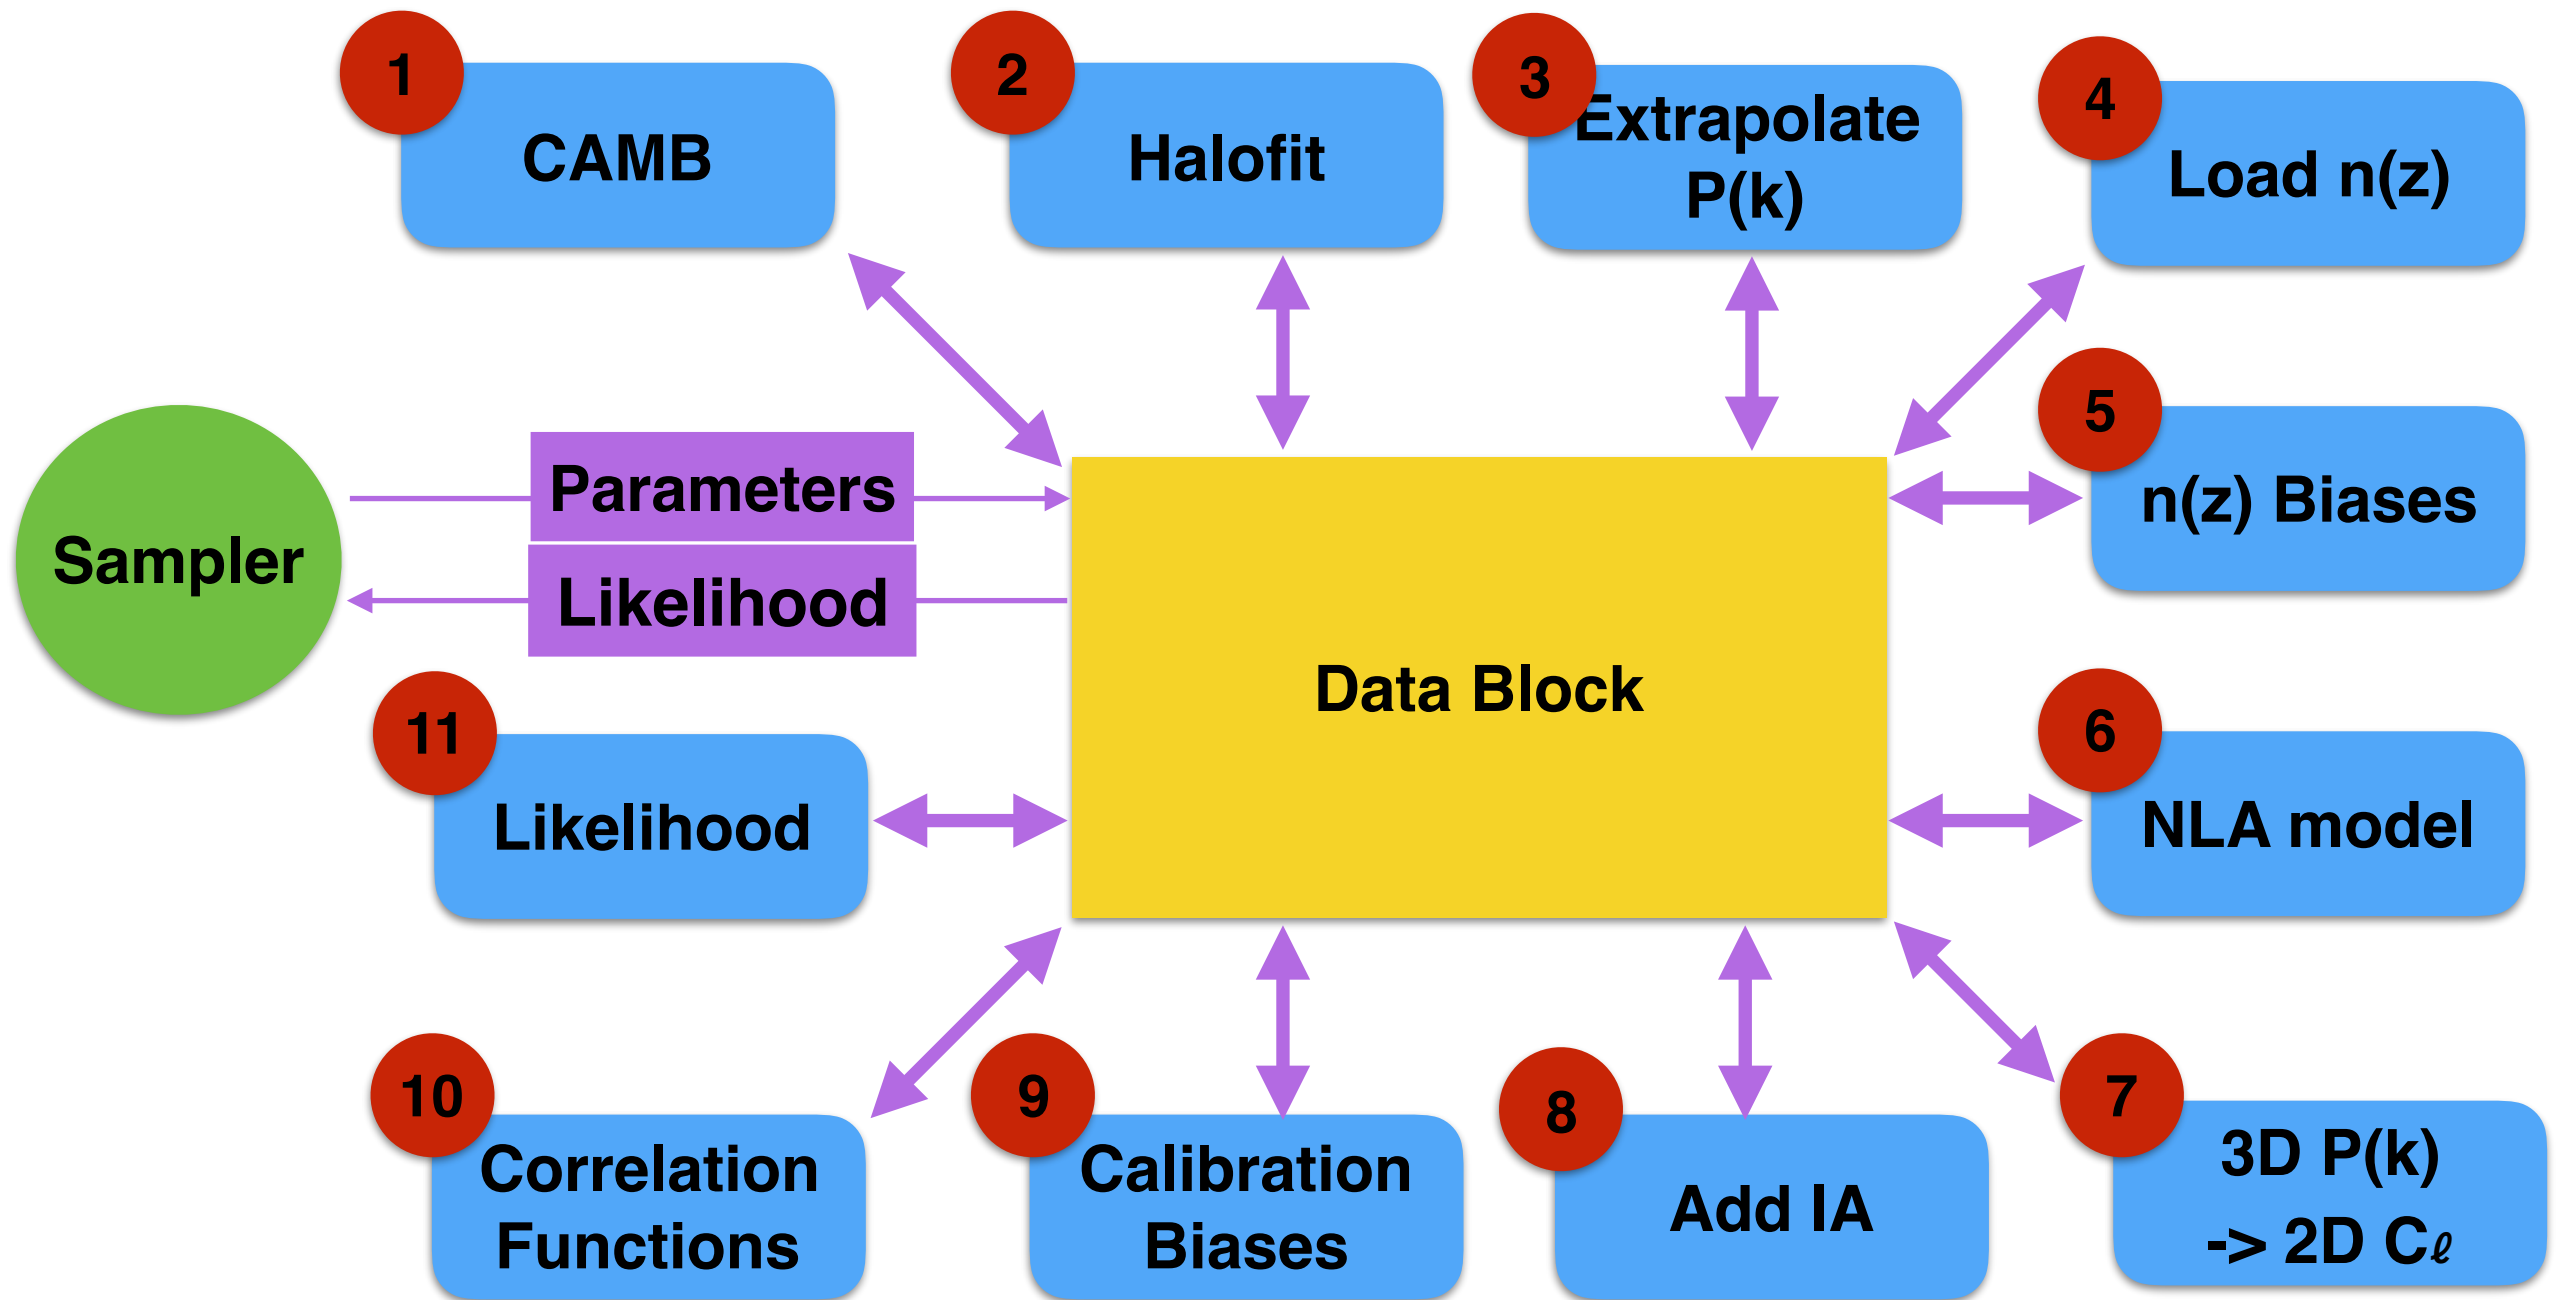 1
CAMB
2
Halofit
3
Extrapolate
P(k)
4
Load n(z)
5
n(z) Biases
Parameters
Sampler
Likelihood
Data Block
11
Likelihood
6
NLA model
10
Correlation
Functions
9
Calibration
Biases
8
Add IA
7
3D P(k)
-> 2D Cℓ